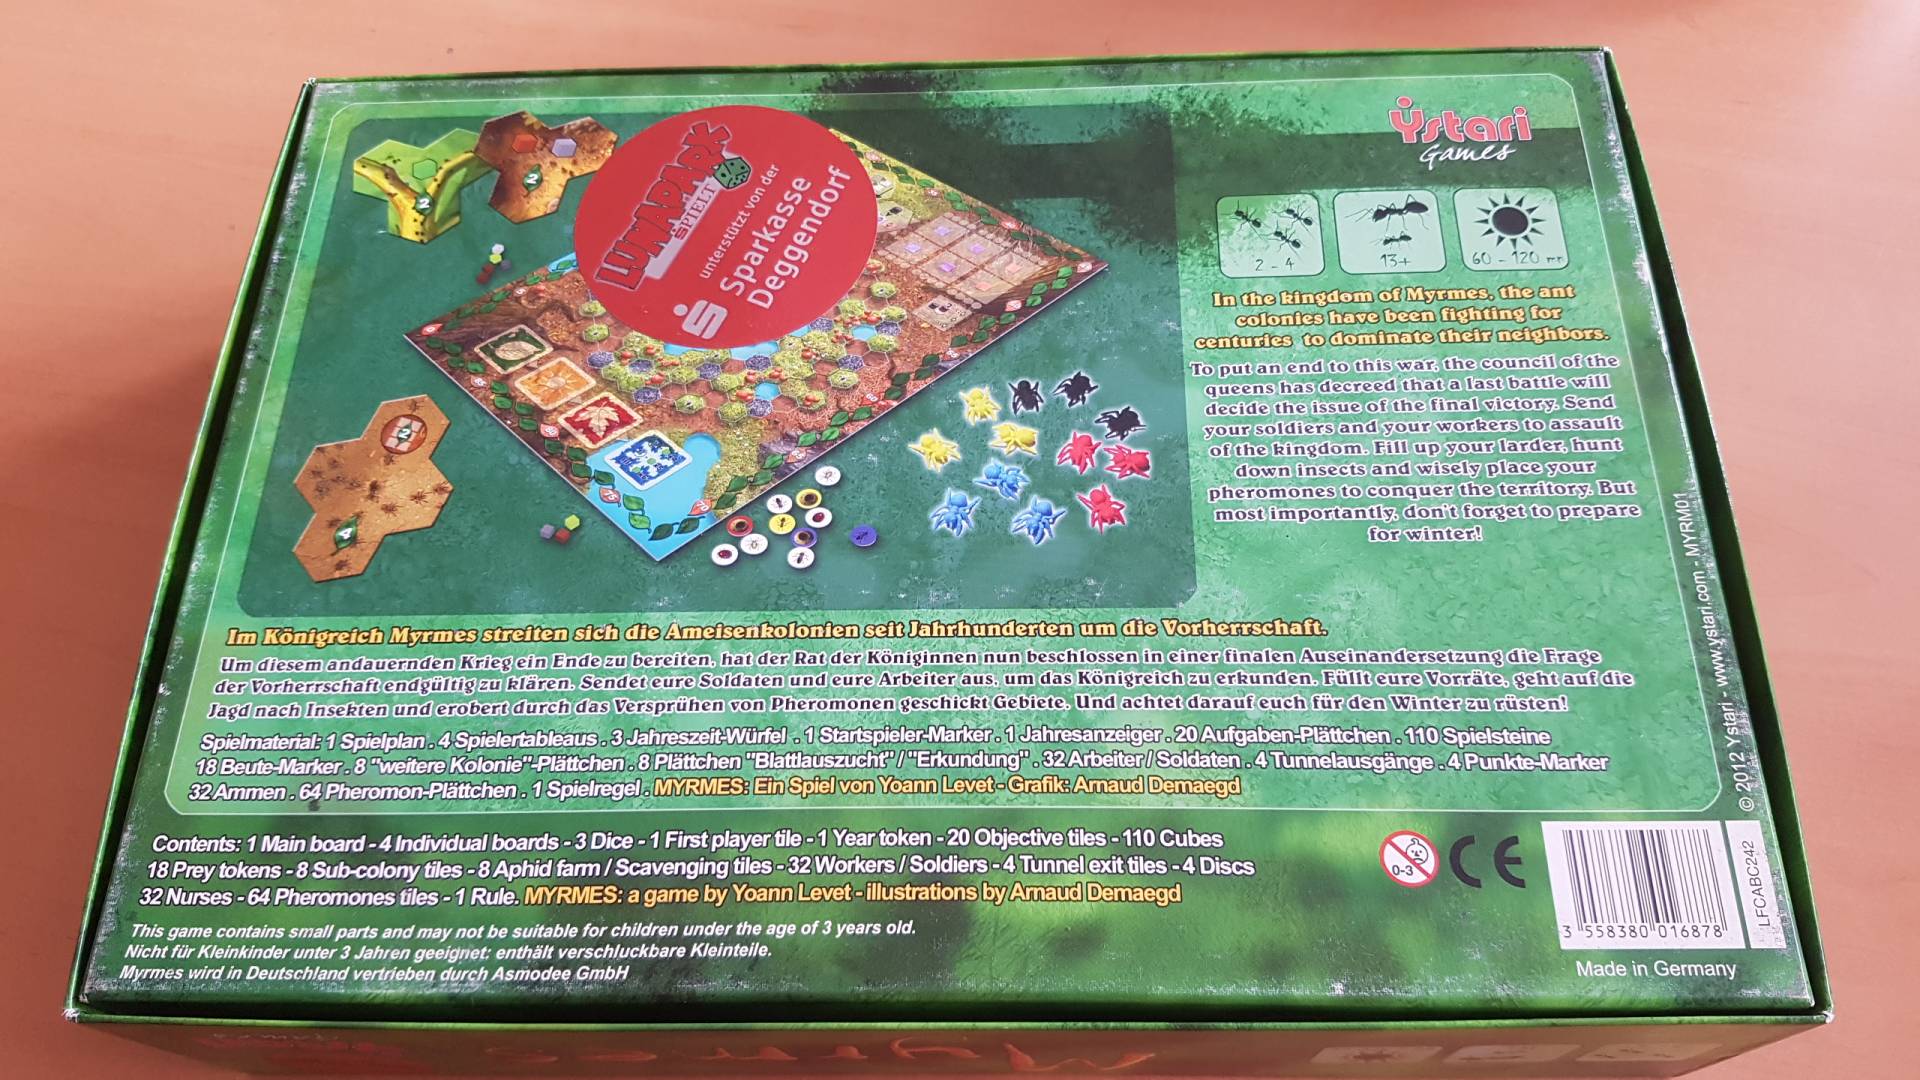 LUNAPARK
SPIELT
unterstützt von der
Sparkasse
Deggendorf
Ystari
Games
2 - 4
13+
60 - 120 mn
In the kingdom of Myrmes, the ant
colonies have been fighting for
centuries to dominate their neighbors.
To put an end to this war, the council of the
queens has decreed that a last battle will
decide the issue of the final victory. Send
your soldiers and your workers to assault
of the kingdom. Fill up your larder, hunt
down insects and wisely place your
pheromones to conquer the territory. But
most importantly, don't forget to prepare
for winter!
Im Königreich Myrmes streiten sich die Ameisenkolonien seit Jahrhunderten um die Vorherrschaft.
Um diesem andauernden Krieg ein Ende zu bereiten, hat der Rat der Königinnen nun beschlossen in einer finalen Auseinandersetzung die Frage
der Vorherrschaft endgültig zu klären. Sendet eure Soldaten und eure Arbeiter aus, um das Königreich zu erkunden. Füllt eure Vorräte, geht auf die
Jagd nach Insekten und erobert durch das Versprühen von Pheromonen geschickt Gebiete. Und achtet darauf euch für den Winter zu rüsten!
Spielmaterial: 1 Spielplan . 4 Spielertableaus . 3 Jahreszeit-Würfel . 1 Startspieler-Marker . 1 Jahresanzeiger . 20 Aufgaben-Plättchen . 110 Spielsteine
18 Beute-Marker . 8 "weitere Kolonie"-Plättchen . 8 Plättchen "Blattlauszucht" / "Erkundung" . 32 Arbeiter / Soldaten . 4 Tunnelausgänge . 4 Punkte-Marker
32 Ammen . 64 Pheromon-Plättchen . 1 Spielregel . MYRMES: Ein Spiel von Yoann Levet - Grafik: Arnaud Demaegd
Contents: 1 Main board - 4 Individual boards - 3 Dice - 1 First player tile - 1 Year token - 20 Objective tiles - 110 Cubes
18 Prey tokens - 8 Sub-colony tiles - 8 Aphid farm / Scavenging tiles - 32 Workers / Soldiers - 4 Tunnel exit tiles - 4 Discs
32 Nurses - 64 Pheromones tiles - 1 Rule. MYRMES: a game by Yoann Levet - illustrations by Arnaud Demaegd
This game contains small parts and may not be suitable for children under the age of 3 years old.
Nicht für Kleinkinder unter 3 Jahren geeignet: enthält verschluckbare Kleinteile.
Myrmes wird in Deutschland vertrieben durch Asmodee GmbH
0-3
CE
3 558380 016878
LFCABC242
Made in Germany
© 2012 Ystari - www.ystari.com - MYRM01
2
2
2
4